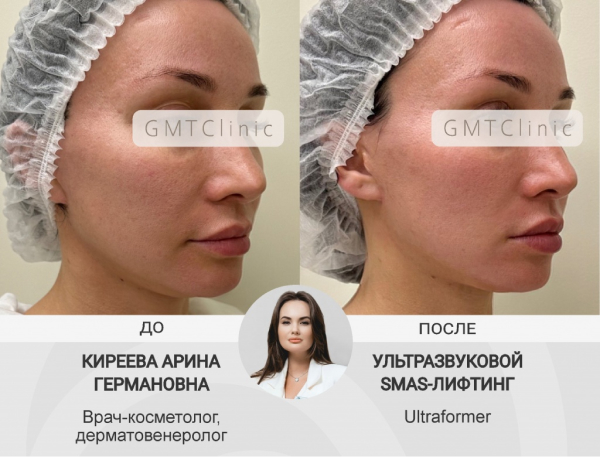 GMTClinic
GMTClinic
ДО
ПОСЛЕ
КИРЕЕВА АРИНА
ГЕРМАНОВНА
Врач-косметолог,
дерматовенеролог
УЛЬТРАЗВУКОВОЙ
SMAS-ЛИФТИНГ
Ultraformer